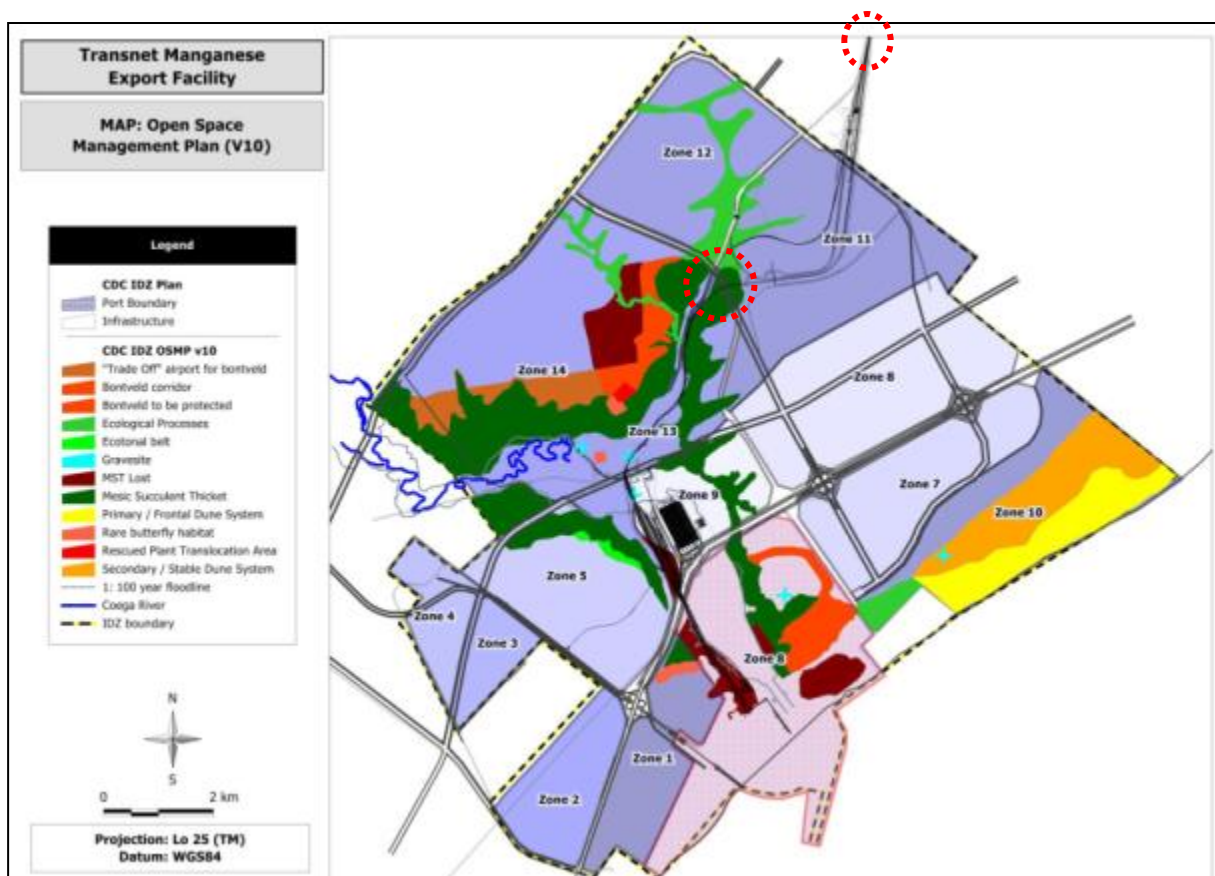 Transnet Manganese
Export Facility
MAP: Open Space
Management Plan (V10)
Legend
CDC IDZ Plan
Port Boundary
Infrastructure
CDC IDZ OSMP v10
"Trade Off" airport for bontveld
Bontveld corridor
Bontveld to be protected
Ecological Processes
Ecotonal belt
Gravesite
MST Lost
Mesic Succulent Thicket
Primary / Frontal Dune System
Rare butterfly habitat
Rescued Plant Translocation Area
Secondary / Stable Dune System
1: 100 year floodline
Coega River
IDZ boundary
N
S
0 2 km
Projection: Lo 25 (TM)
Datum: WGS84
Zone 12
Zone 11
Zone 14
Zone 8
Zone 13
Zone 9
Zone 7
Zone 10
Zone 5
Zone 4
Zone 3
Zone 8
Zone 1
Zone 2